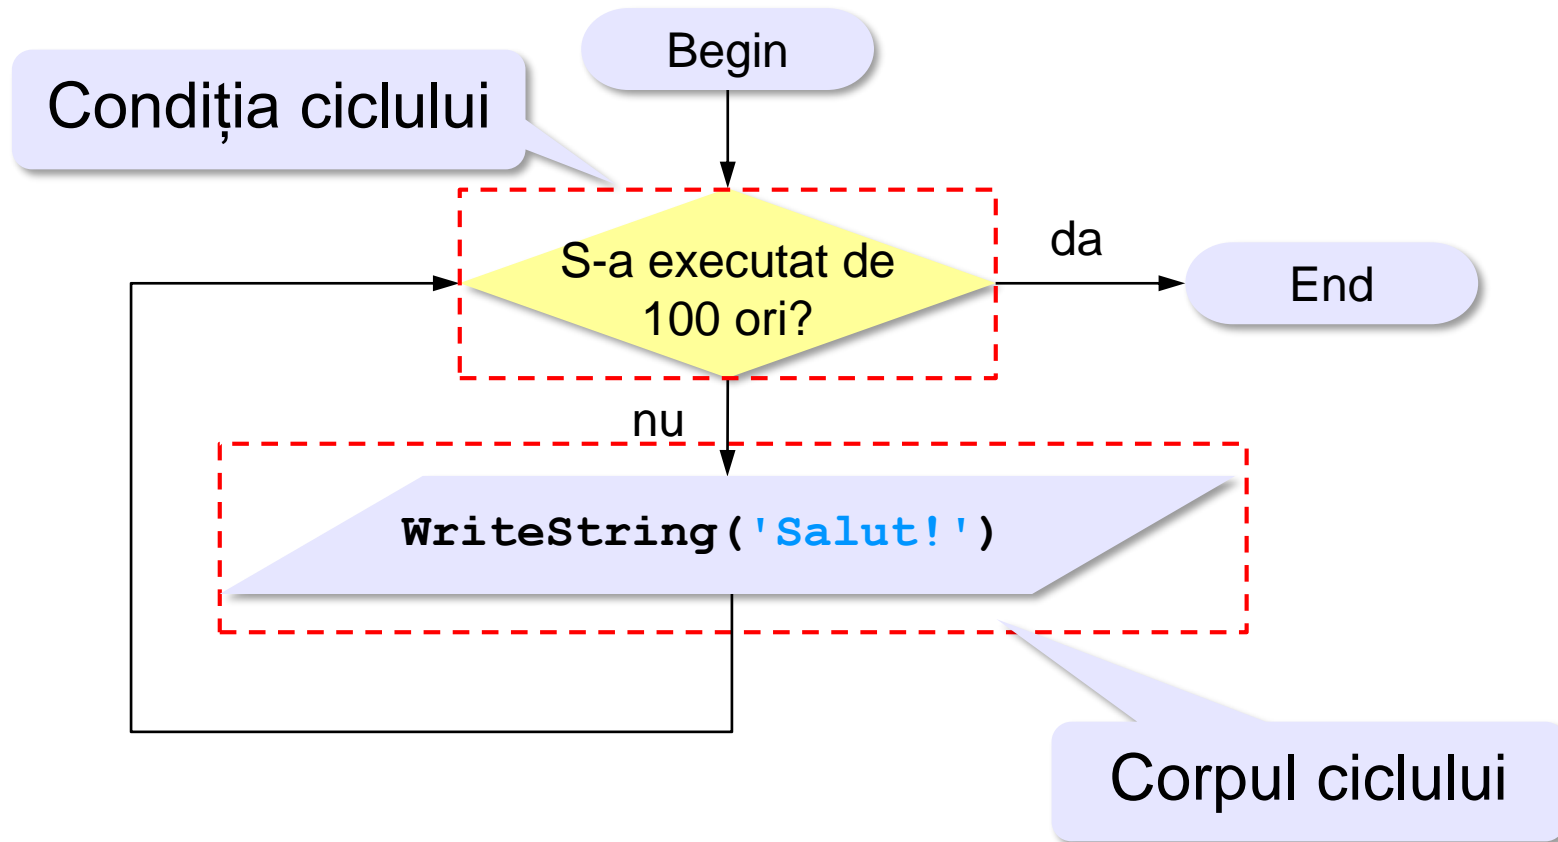 Begin
Condiția ciclului
S-a executat de
100 ori?
da
End
nu
WriteString('Salut!')
Corpul ciclului